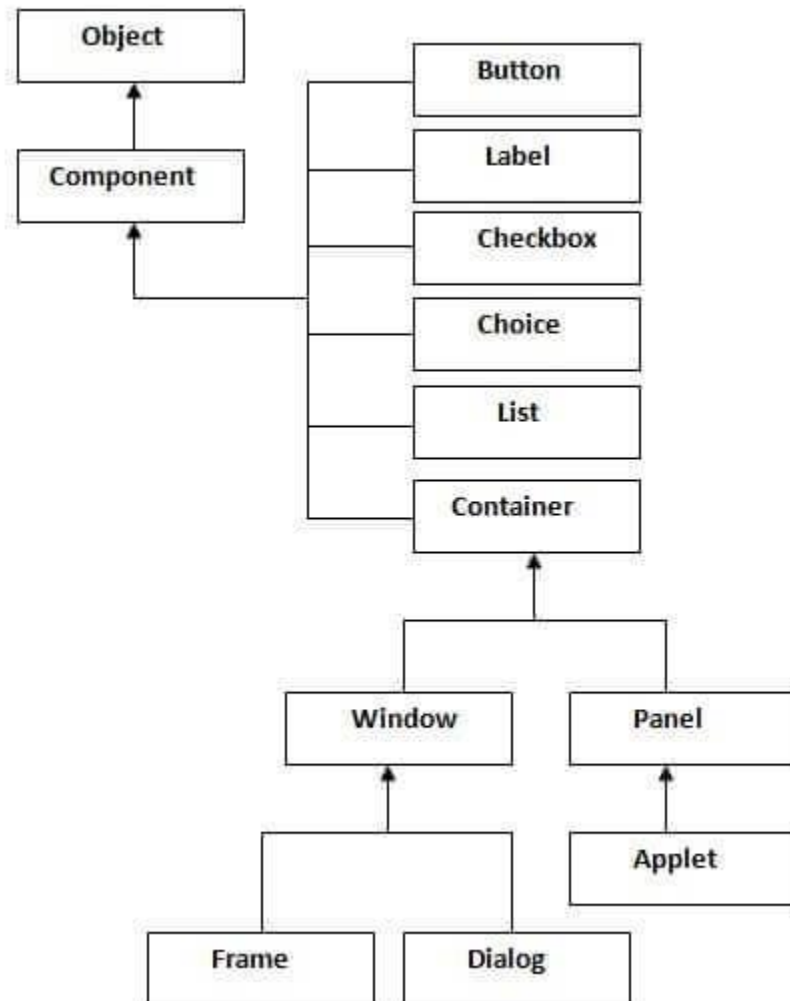 Object
Button
Label
Component
Checkbox
Choice
List
Container
Window
Panel
Applet
Frame
Dialog